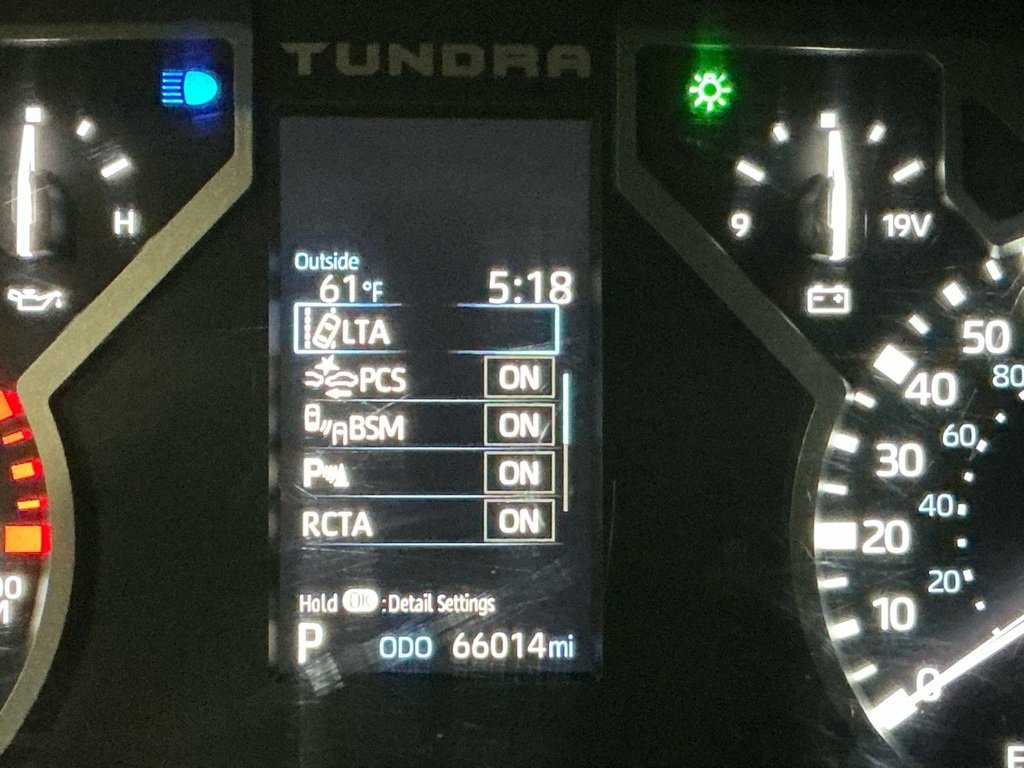 TUNDRA
H
9
19V
Outside
61°F 5:18
LTA
PCS ON
BSM ON
P ON
RCTA ON
Hold OK : Detail Settings
P ODO 66014mi
50
40
30
20
10
0
80
60
40
20